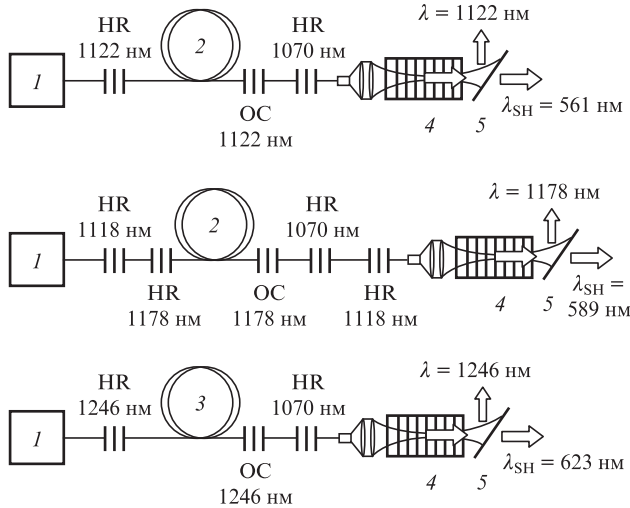 λ = 1122 нм
HR
1122 нм
2
HR
1070 нм
1
OC
1122 нм
4
5
λSH = 561 нм
λ = 1178 нм
HR
1118 нм
2
HR
1070 нм
1
HR
1178 нм
OC
1178 нм
HR
1118 нм
4
5
λSH =
589 нм
λ = 1246 нм
HR
1246 нм
3
HR
1070 нм
1
OC
1246 нм
4
5
λSH = 623 нм